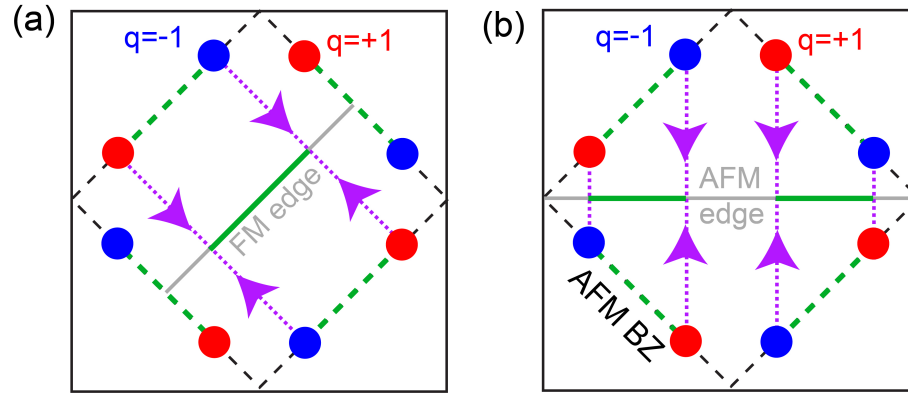 (a)
q=-1
q=+1
FM edge
(b)
q=-1
q=+1
AFM
edge
AFM BZ